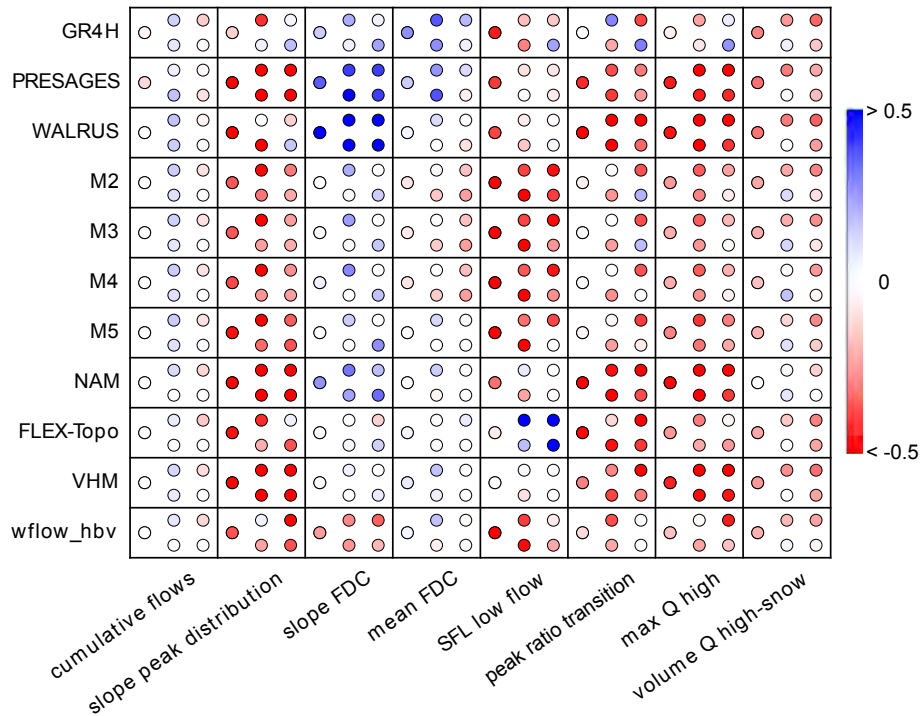 GR4H
PRESAGES
WALRUS
M2
M3
M4
M5
NAM
FLEX-Topo
VHM
wflow_hbv
> 0.5
0
< -0.5
cumulative flows
slope peak distribution
slope FDC
mean FDC
SFL low flow
peak ratio transition
max Q high
volume Q high-snow